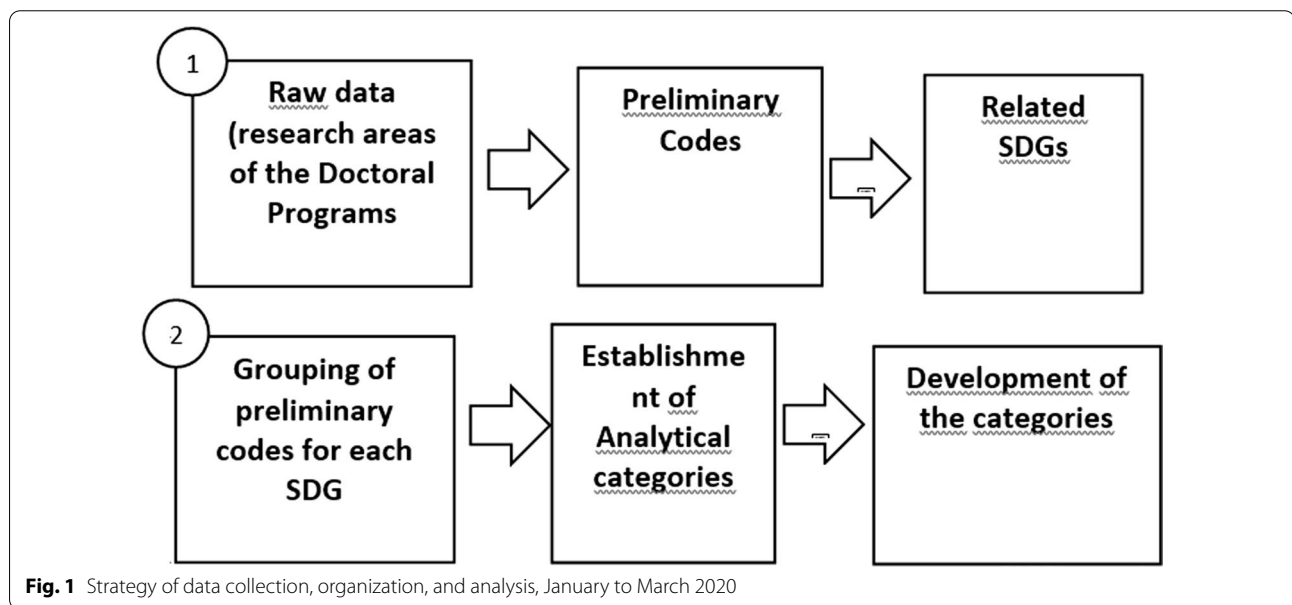 1
Raw data
(research areas
of the Doctoral
Programs
Preliminary
Codes
Related
SDGs
2
Grouping of
preliminary
codes for each
SDG
Establishme
nt of
Analytical
categories
Development of
the categories
Fig. 1 Strategy of data collection, organization, and analysis, January to March 2020